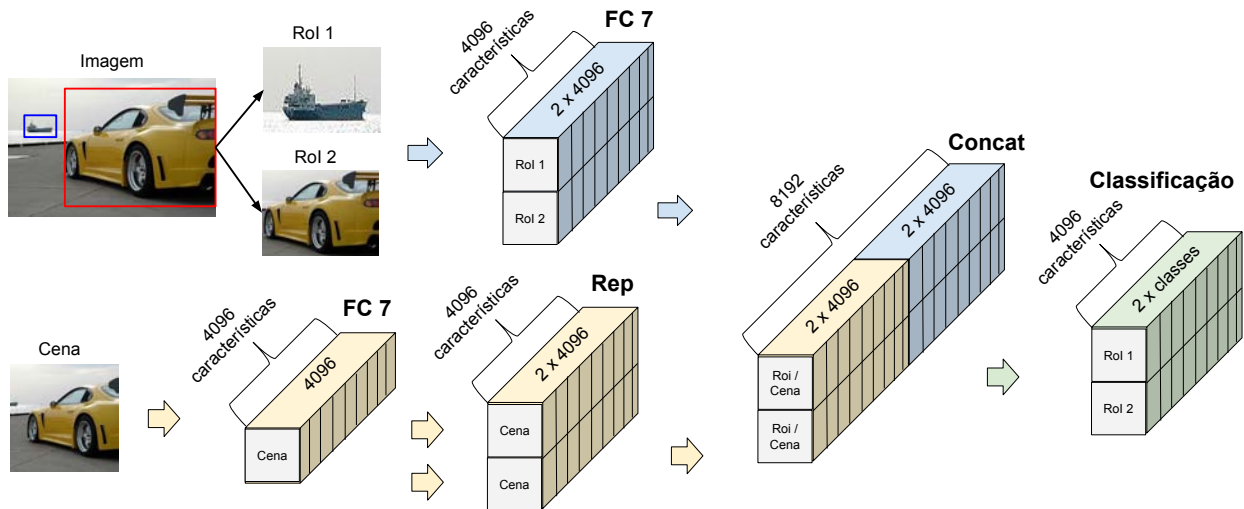 Imagem
RoI 1
RoI 2
4096
características
FC 7
2 x 4096
RoI 1
RoI 2
Cena
4096
características
FC 7
4096
Cena
4096
características
Rep
2 x 4096
Cena
Cena
8192
características
Concat
2 x 4096
2 x 4096
Roi /
Cena
Roi /
Cena
Classificação
4096
características
2 x classes
RoI 1
RoI 2